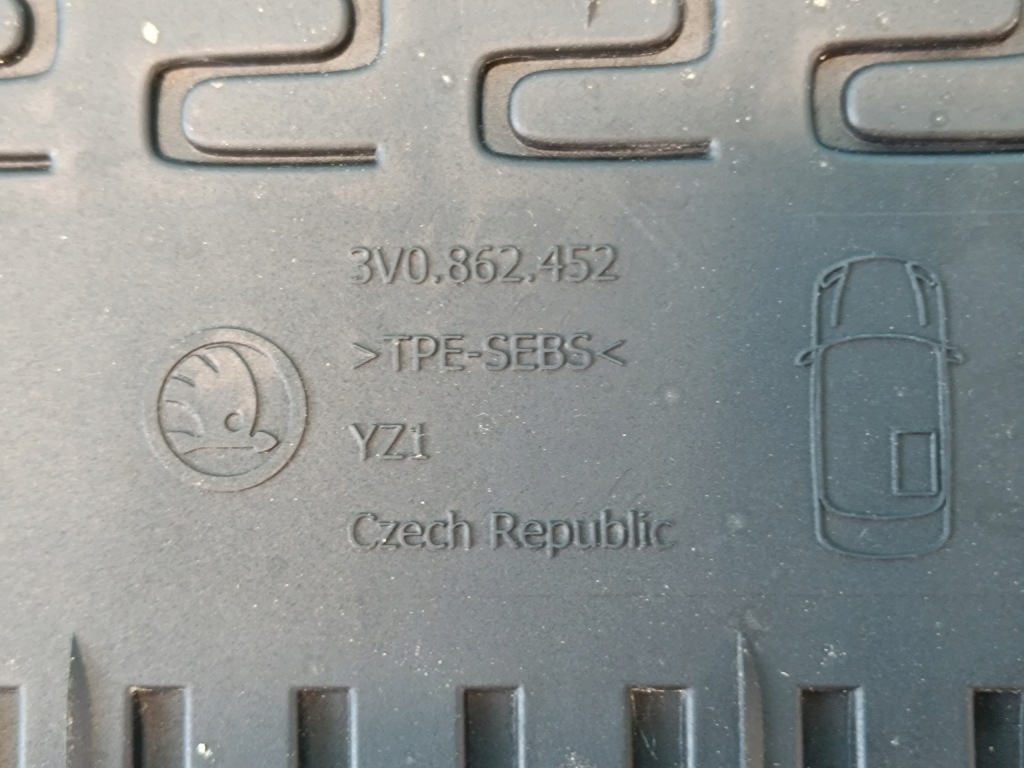 3V0.862.452
>TPE-SEBS<
YZ1
Czech Republic